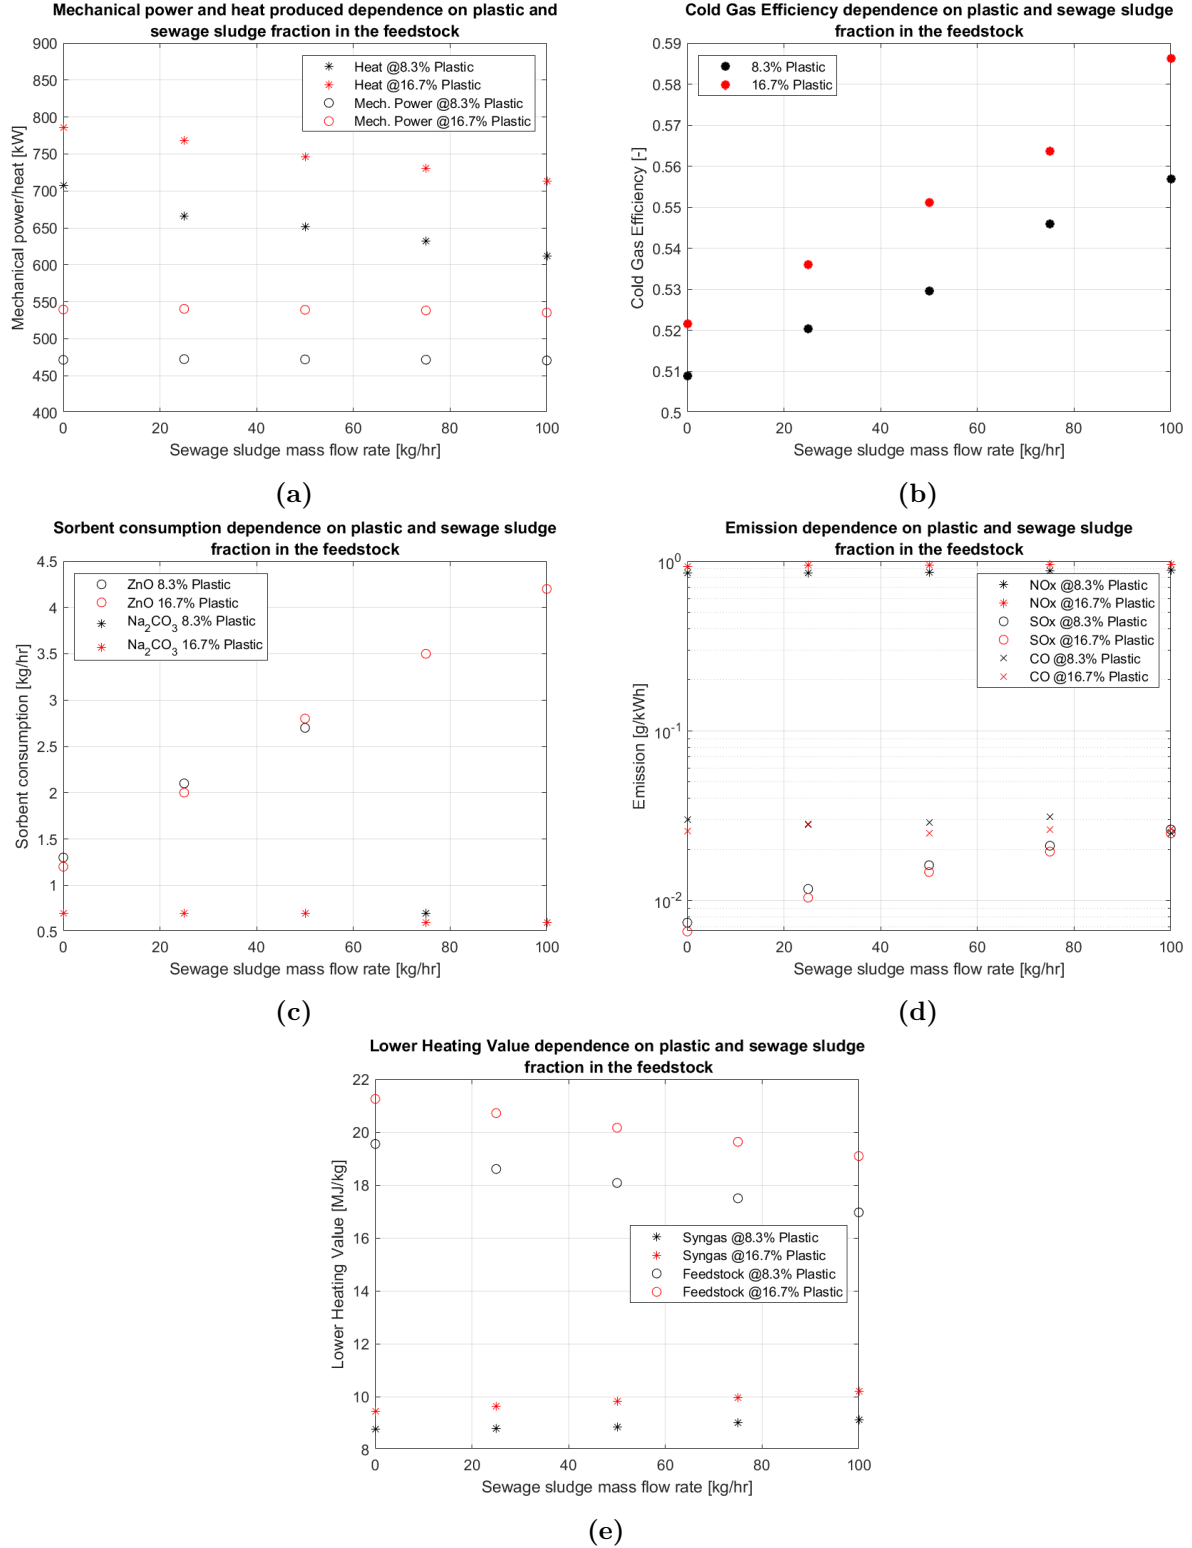 Mechanical power and heat produced dependence on plastic and
sewage sludge fraction in the feedstock
900
850
800
750
700
650
600
550
500
450
400
Mechanical power/heat [kW]
Heat @8.3% Plastic
Heat @16.7% Plastic
Mech. Power @8.3% Plastic
Mech. Power @16.7% Plastic
0 20 40 60 80 100
Sewage sludge mass flow rate [kg/hr]
(a)
Cold Gas Efficiency dependence on plastic and sewage sludge
fraction in the feedstock
0.59
0.58
0.57
0.56
0.55
0.54
0.53
0.52
0.51
0.5
Cold Gas Efficiency [-]
8.3% Plastic
16.7% Plastic
0 20 40 60 80 100
Sewage sludge mass flow rate [kg/hr]
(b)
Sorbent consumption dependence on plastic and sewage sludge
fraction in the feedstock
4.5
4
3.5
3
2.5
2
1.5
1
0.5
Sorbent consumption [kg/hr]
ZnO 8.3% Plastic
ZnO 16.7% Plastic
Na₂CO₃ 8.3% Plastic
Na₂CO₃ 16.7% Plastic
0 20 40 60 80 100
Sewage sludge mass flow rate [kg/hr]
(c)
Emission dependence on plastic and sewage sludge
fraction in the feedstock
10⁰
10⁻¹
10⁻²
Emission [g/kWh]
NOx @8.3% Plastic
NOx @16.7% Plastic
SOx @8.3% Plastic
SOx @16.7% Plastic
CO @8.3% Plastic
CO @16.7% Plastic
0 20 40 60 80 100
Sewage sludge mass flow rate [kg/hr]
(d)
Lower Heating Value dependence on plastic and sewage sludge
fraction in the feedstock
22
20
18
16
14
12
10
8
Lower Heating Value [MJ/kg]
Syngas @8.3% Plastic
Syngas @16.7% Plastic
Feedstock @8.3% Plastic
Feedstock @16.7% Plastic
0 20 40 60 80 100
Sewage sludge mass flow rate [kg/hr]
(e)